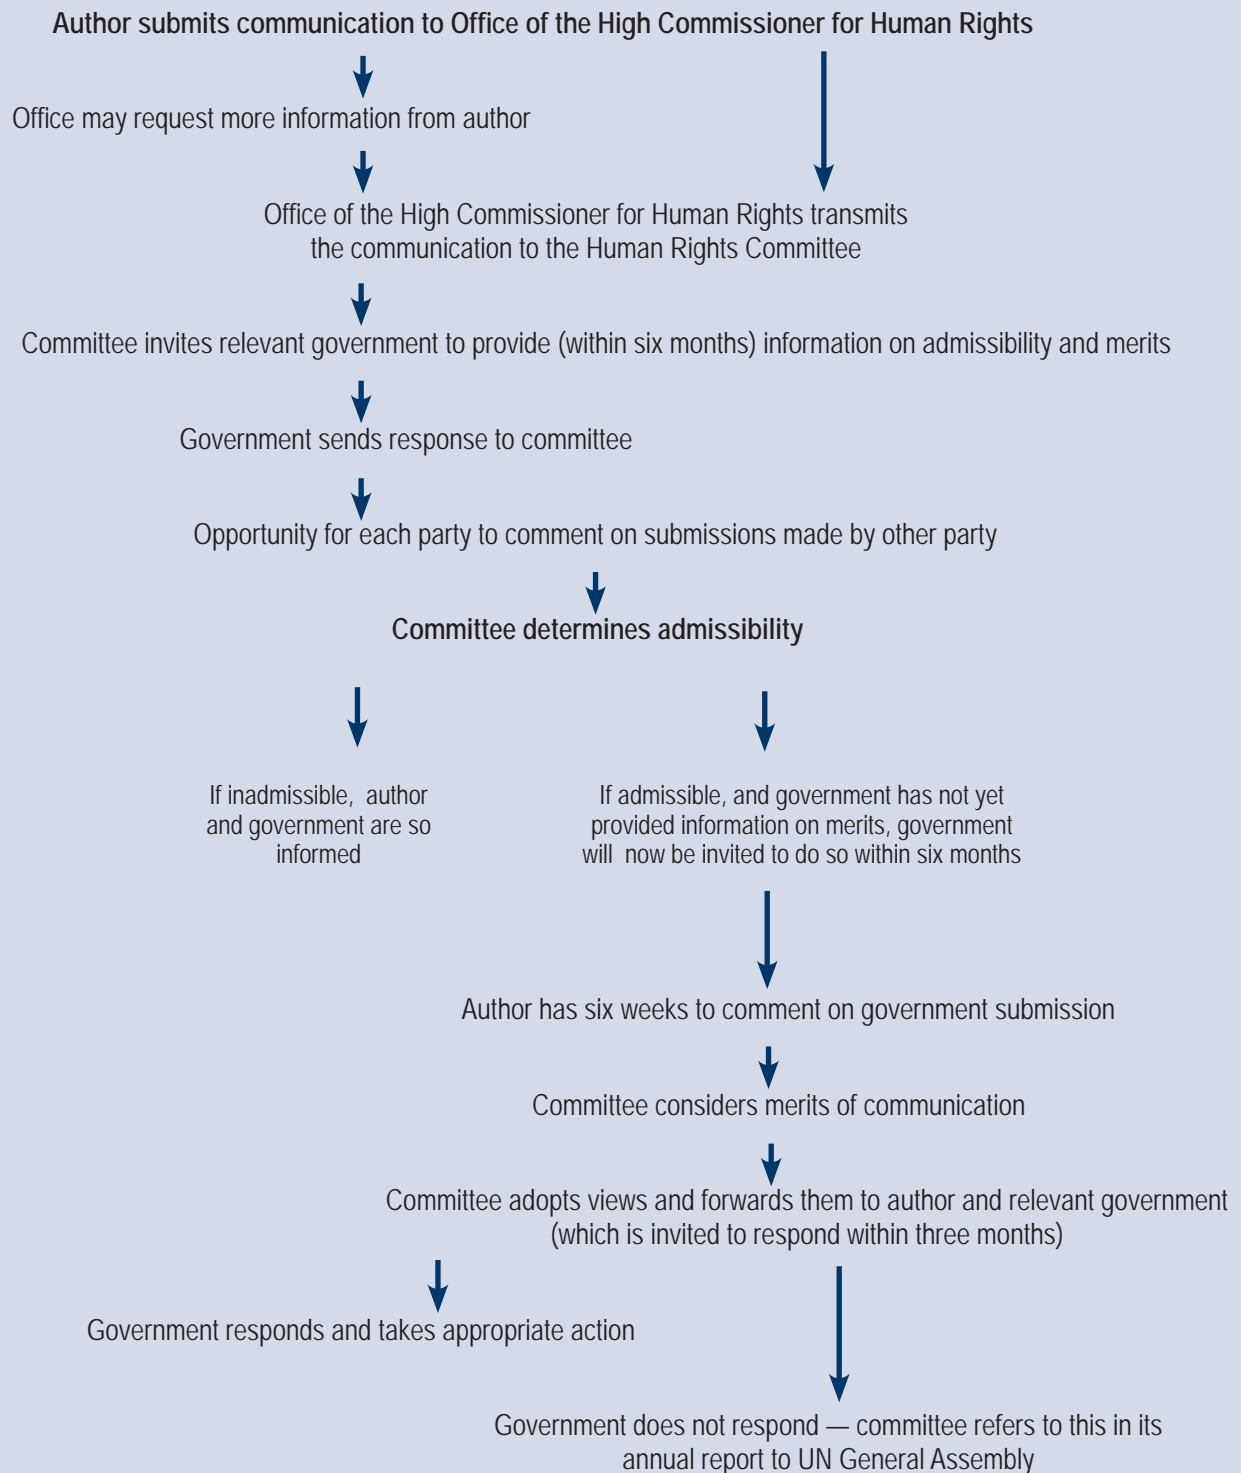 Author submits communication to Office of the High Commissioner for Human Rights
Office may request more information from author
Office of the High Commissioner for Human Rights transmits
the communication to the Human Rights Committee
Committee invites relevant government to provide (within six months) information on admissibility and merits
Government sends response to committee
Opportunity for each party to comment on submissions made by other party
Committee determines admissibility
If inadmissible, author
and government are so
informed
If admissible, and government has not yet
provided information on merits, government
will now be invited to do so within six months
Author has six weeks to comment on government submission
Committee considers merits of communication
Committee adopts views and forwards them to author and relevant government
(which is invited to respond within three months)
Government responds and takes appropriate action
Government does not respond — committee refers to this in its
annual report to UN General Assembly